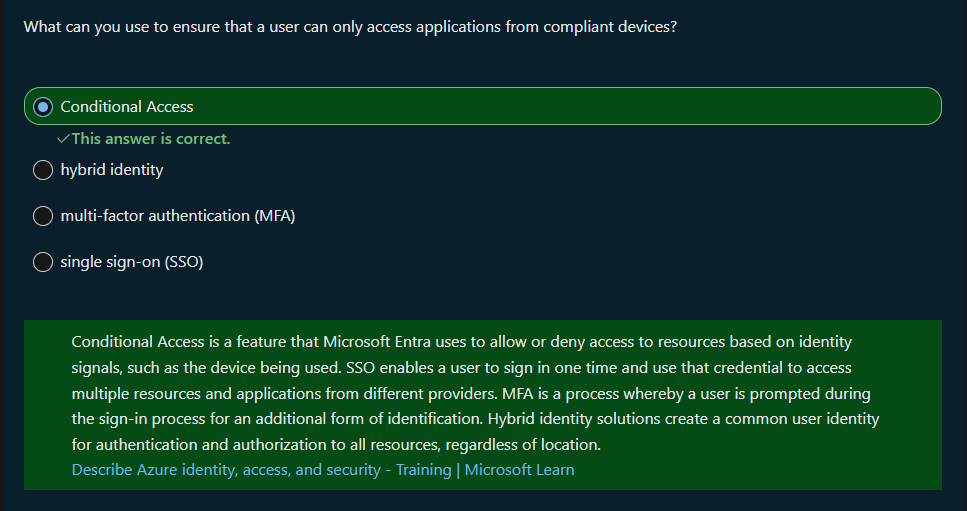 What can you use to ensure that a user can only access applications from compliant devices?
Conditional Access
✓This answer is correct.
hybrid identity
multi-factor authentication (MFA)
single sign-on (SSO)
Conditional Access is a feature that Microsoft Entra uses to allow or deny access to resources based on identity
signals, such as the device being used. SSO enables a user to sign in one time and use that credential to access
multiple resources and applications from different providers. MFA is a process whereby a user is prompted during
the sign-in process for an additional form of identification. Hybrid identity solutions create a common user identity
for authentication and authorization to all resources, regardless of location.
Describe Azure identity, access, and security - Training | Microsoft Learn